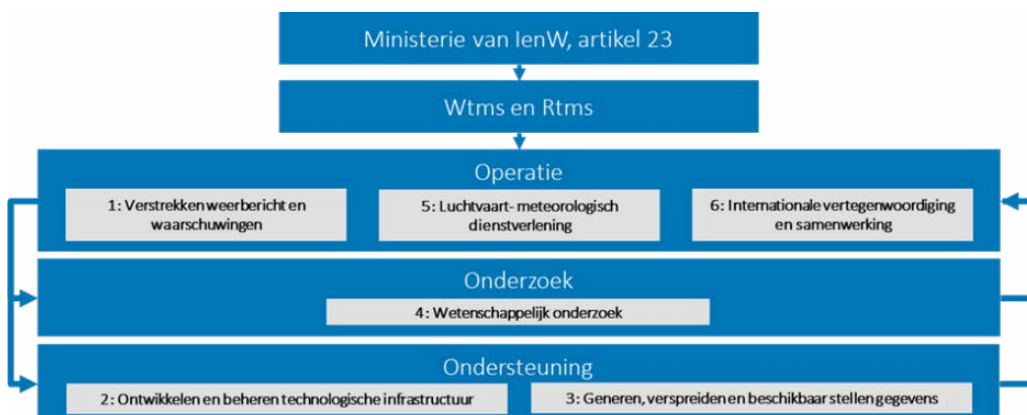 Ministerie van IenW, artikel 23
Wtms en Rtms
Operatie
1: Verstrekken weerbericht en
waarschuwingen
5: Luchtvaart- meteorologisch
dienstverlening
6: Internationale vertegenwoordiging
en samenwerking
Onderzoek
4: Wetenschappelijk onderzoek
Ondersteuning
2: Ontwikkelen en beheren technologische infrastructuur
3: Generen, verspreiden en beschikbaar stellen gegevens